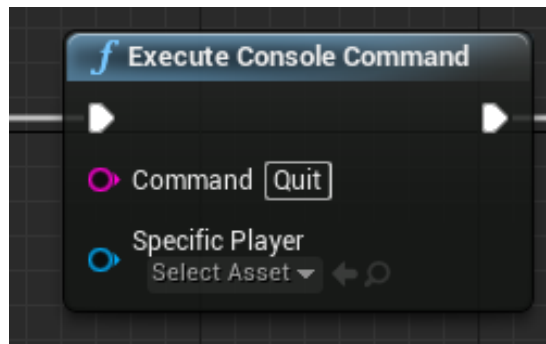 f Execute Console Command
Command Quit
Specific Player
Select Asset